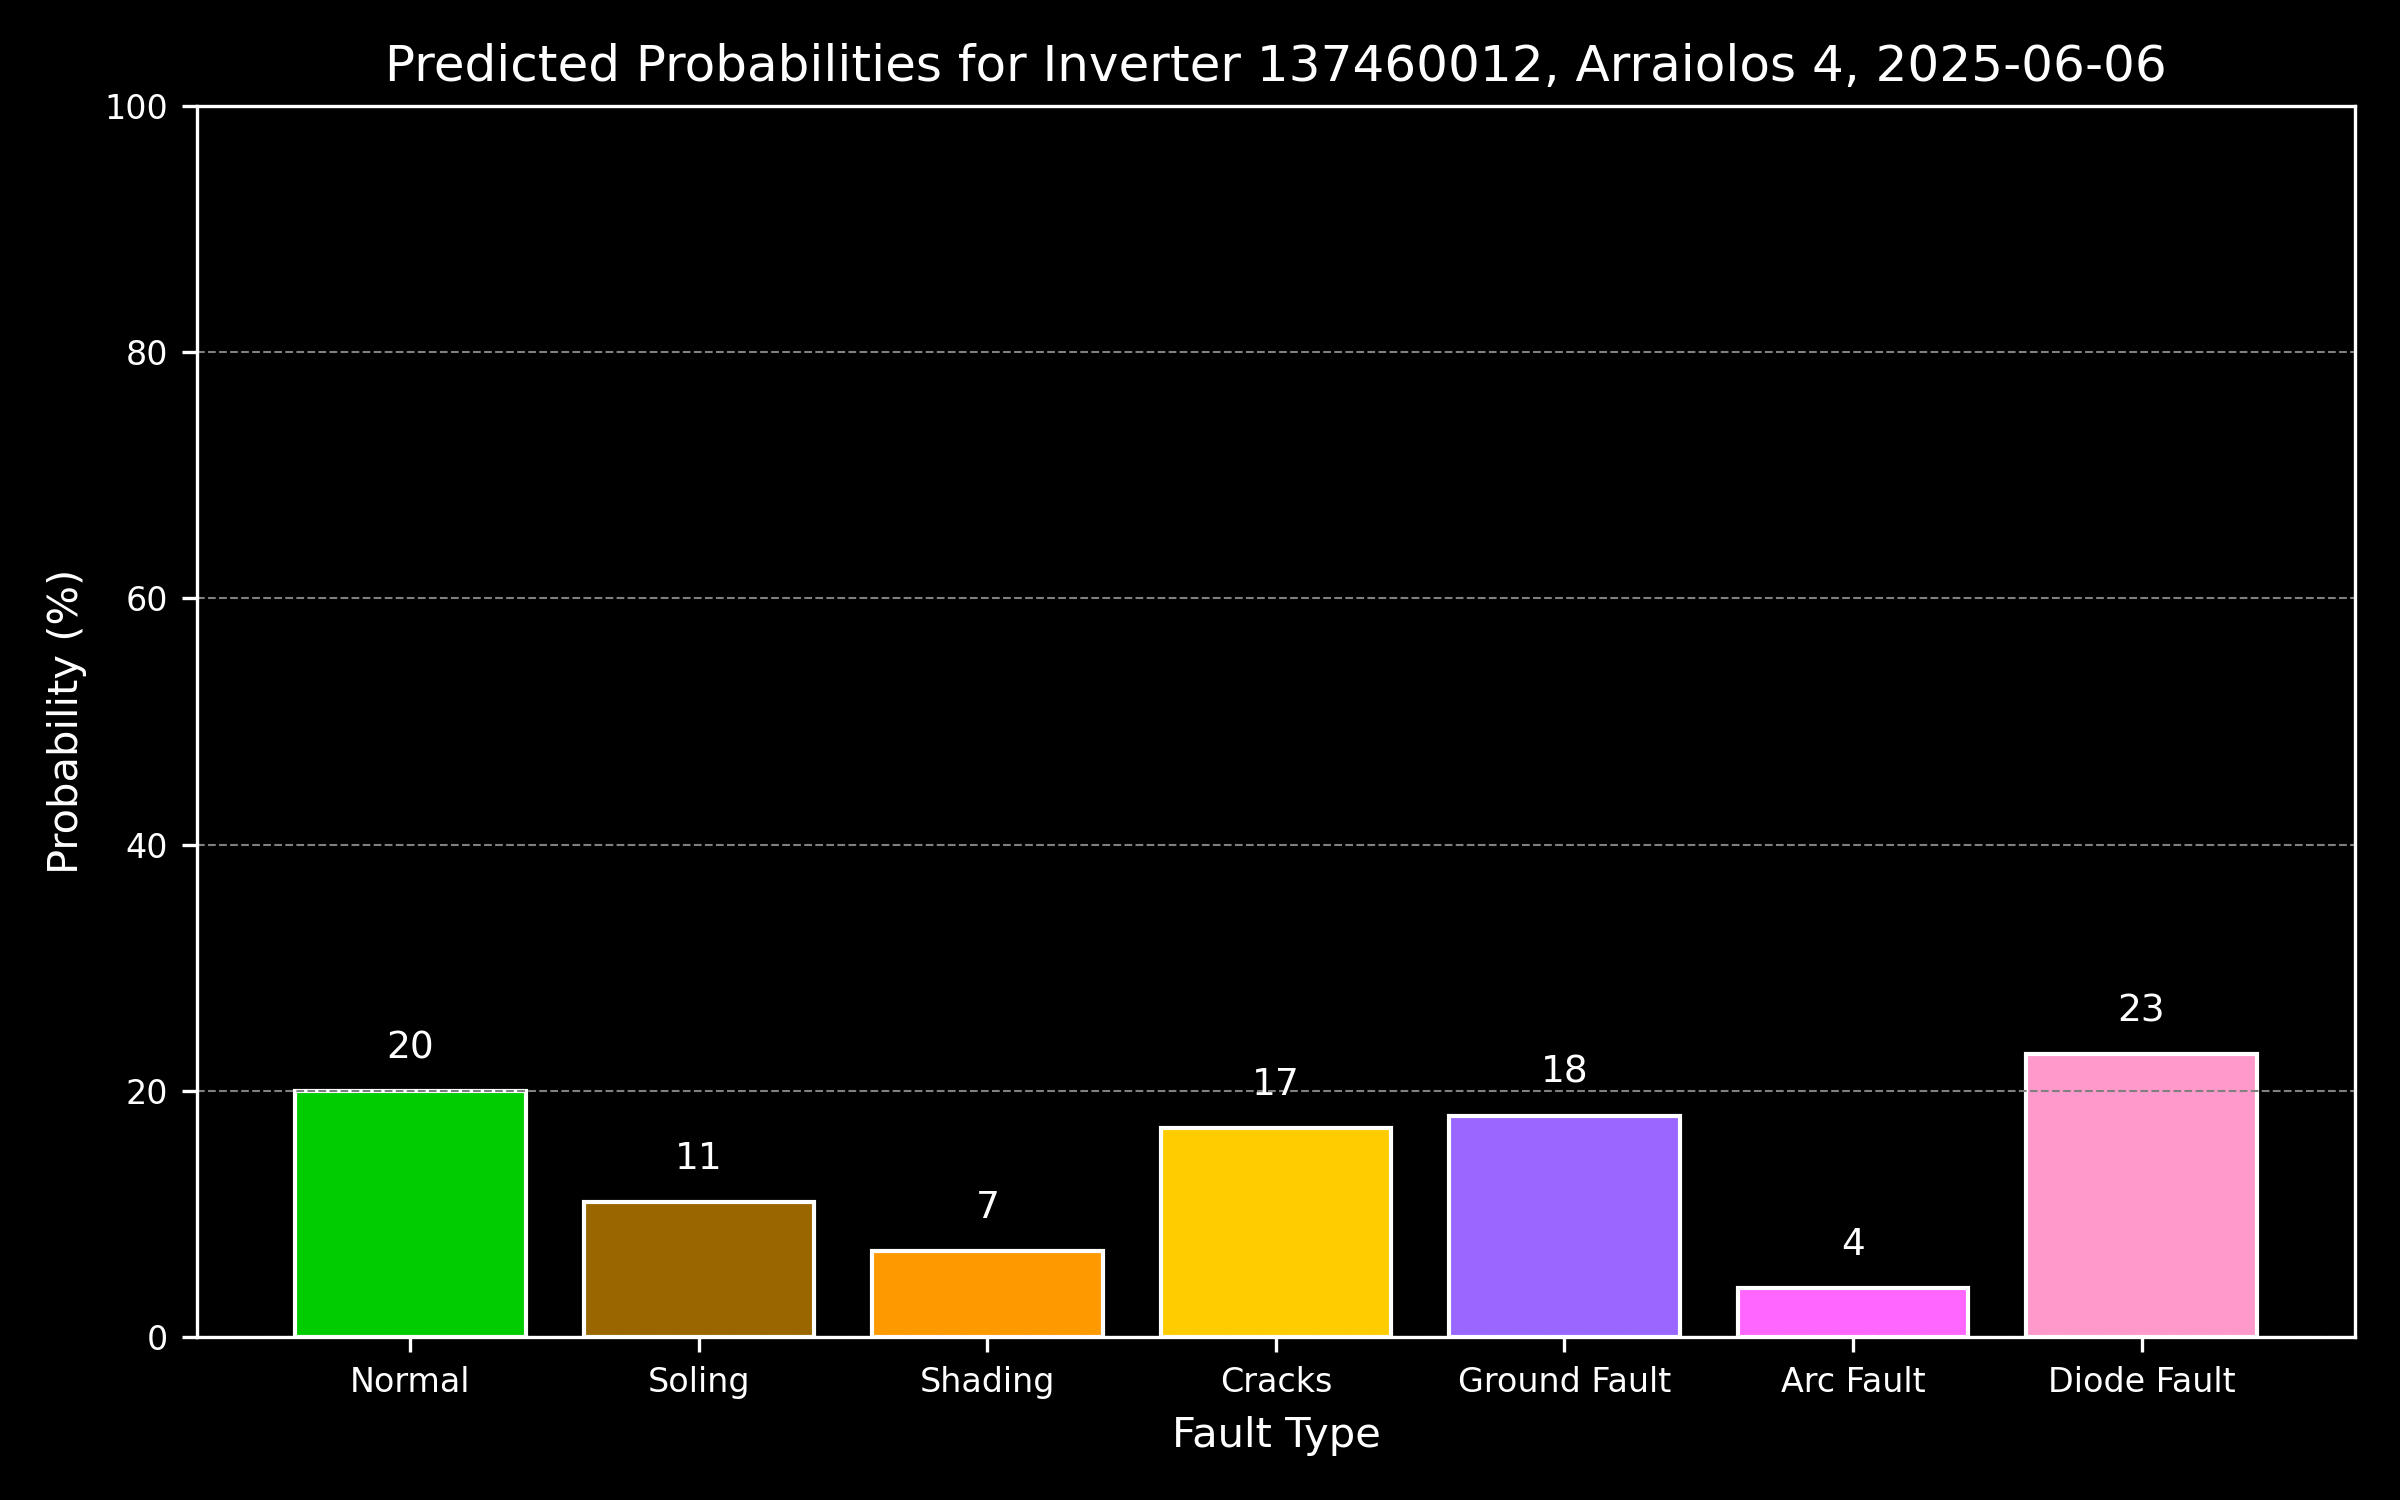 Predicted Probabilities for Inverter 137460012, Arraiolos 4, 2025-06-06
100
80
60
40
20
0
Probability (%)
20
11
7
17
18
4
23
Normal
Soling
Shading
Cracks
Ground Fault
Arc Fault
Diode Fault
Fault Type